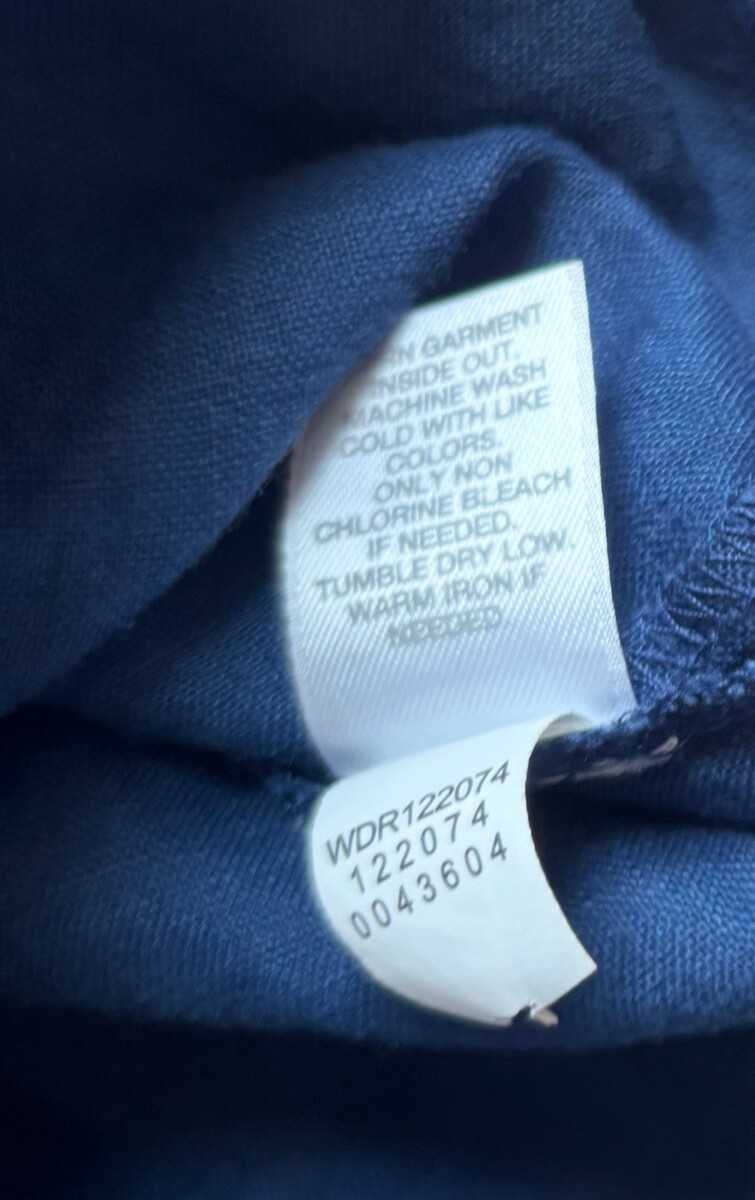 GARMENT
INSIDE OUT.
MACHINE WASH
COLD WITH LIKE
COLORS.
ONLY NON
CHLORINE BLEACH
IF NEEDED.
TUMBLE DRY LOW.
WARM IRON IF
NEEDED
WDR122074
122074
0043604